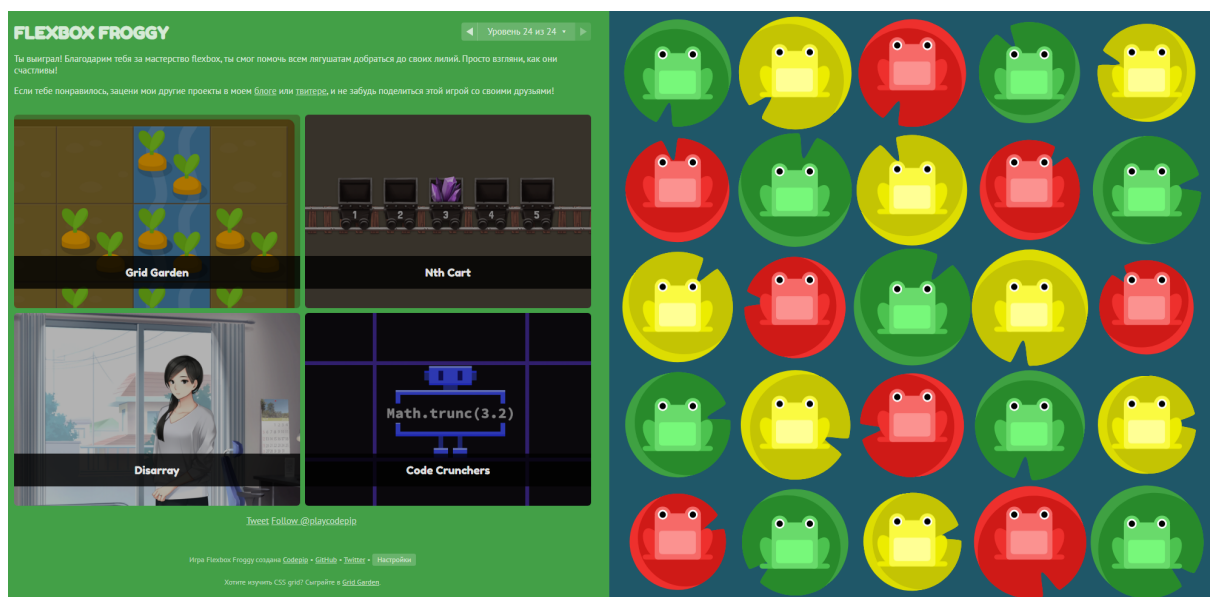 FLEXBOX FROGGY
Уровень 24 из 24
Ты выиграл! Благодарим тебя за мастерство flexbox, ты смог помочь всем лягушатам добраться до своих лилий. Просто взгляни, как они
счастливы!
Если тебе понравилось, зацени мои другие проекты в моем блоге или твитере, и не забудь поделиться этой игрой со своими друзьями!
1 2 3 4 5
Grid Garden
Nth Cart
Math.trunc(3.2)
Disarray
Code Crunchers
Tweet Follow @playcodepip
Игра Flexbox Froggy создана Codepip • GitHub • Twitter • Настройки
Хотите изучить CSS grid? Сыграйте в Grid Garden.